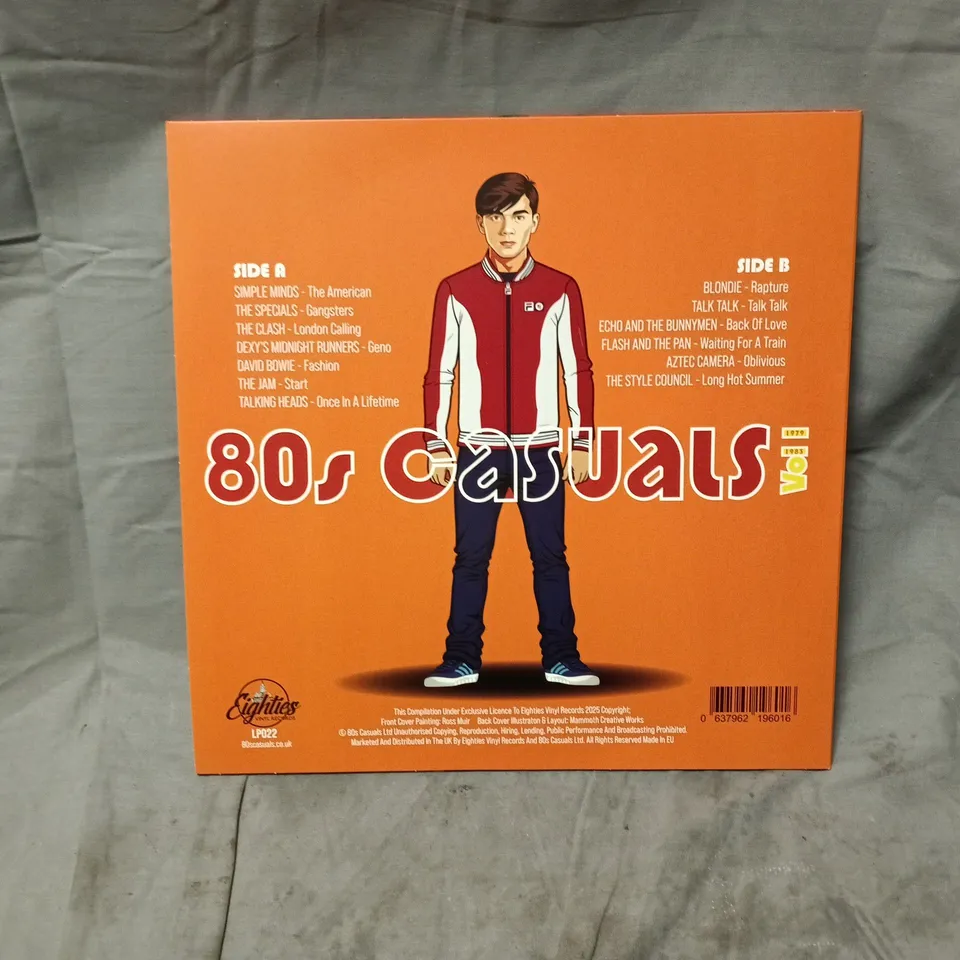 SIDE A
SIMPLE MINDS - The American
THE SPECIALS - Gangsters
THE CLASH - London Calling
DEXY'S MIDNIGHT RUNNERS - Geno
DAVID BOWIE - Fashion
THE JAM - Start
TALKING HEADS - Once In A Lifetime
SIDE B
BLONDIE - Rapture
TALK TALK - Talk Talk
ECHO AND THE BUNNYMEN - Back Of Love
FLASH AND THE PAN - Waiting For A Train
AZTEC CAMERA - Oblivious
THE STYLE COUNCIL - Long Hot Summer
80s Casuals
Vol 1
1979
1983
Eighties
VINYL RECORDS
LP022
80scasuals.co.uk
This Compilation Under Exclusive Licence To Eighties Vinyl Records 2025 Copyright;
Front Cover Painting: Ross Muir Back Cover Illustraton & Layout: Mammoth Creative Works
© 80s Casuals Ltd Unauthorised Copying, Reproduction, Hiring, Lending, Public Performance And Broadcasting Prohibited.
Marketed And Distributed In The UK By Eighties Vinyl Records And 80s Casuals Ltd. All Rights Reserved Made In EU
0 637962 196016